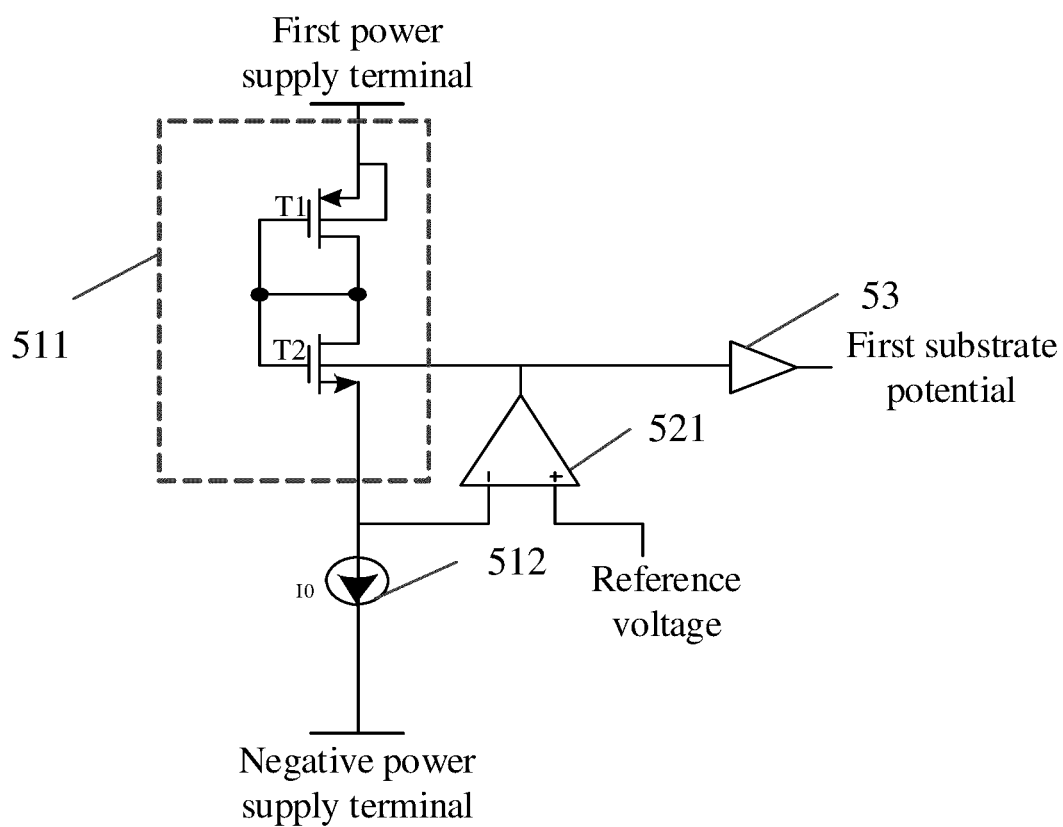 First power
supply terminal
T1
511
T2
53
First substrate
potential
521
-
+
512
I0
Reference
voltage
Negative power
supply terminal